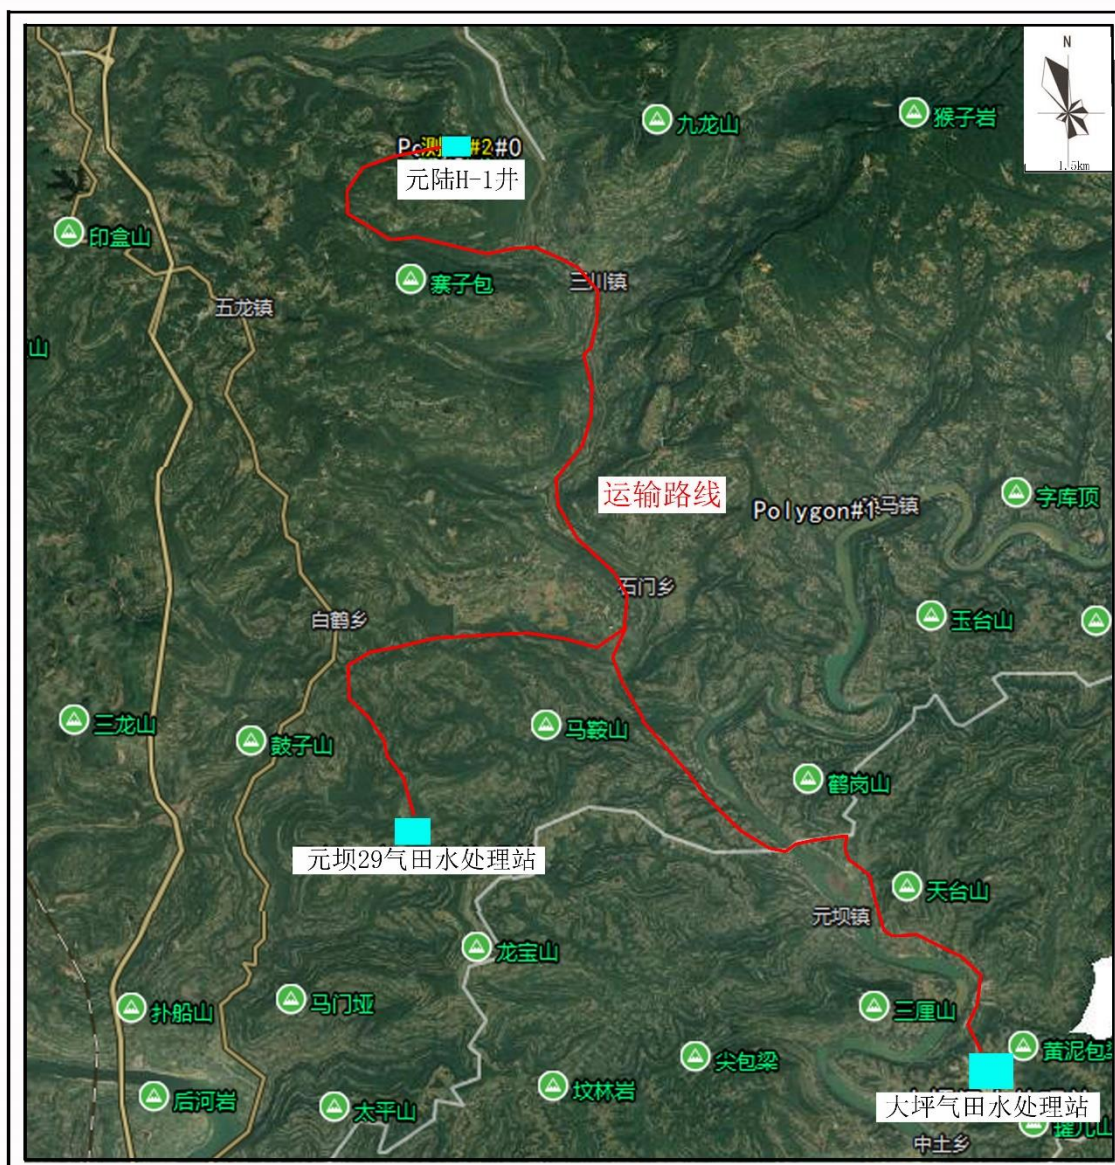 N
1.5km
九龙山
猴子岩
#2#0
元陆H-1井
印盒山
寨子包
三川镇
五龙镇
山
运输路线
字库顶
Polygon#1
马镇
石门乡
白鹤乡
玉台山
三龙山
鼓子山
马鞍山
鹤岗山
元坝29气田水处理站
天台山
元坝镇
龙宝山
马门垭
扑船山
三厘山
尖包梁
黄泥包梁
后河岩
太平山
坟林岩
大坪气田水处理站
中土乡